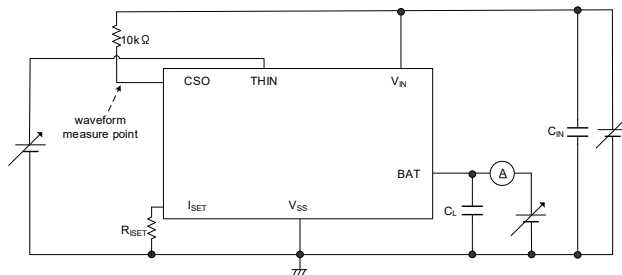 10kΩ
CSO
THIN
VIN
waveform
measure point
CIN
BAT
A
CL
ISET
VSS
RISET